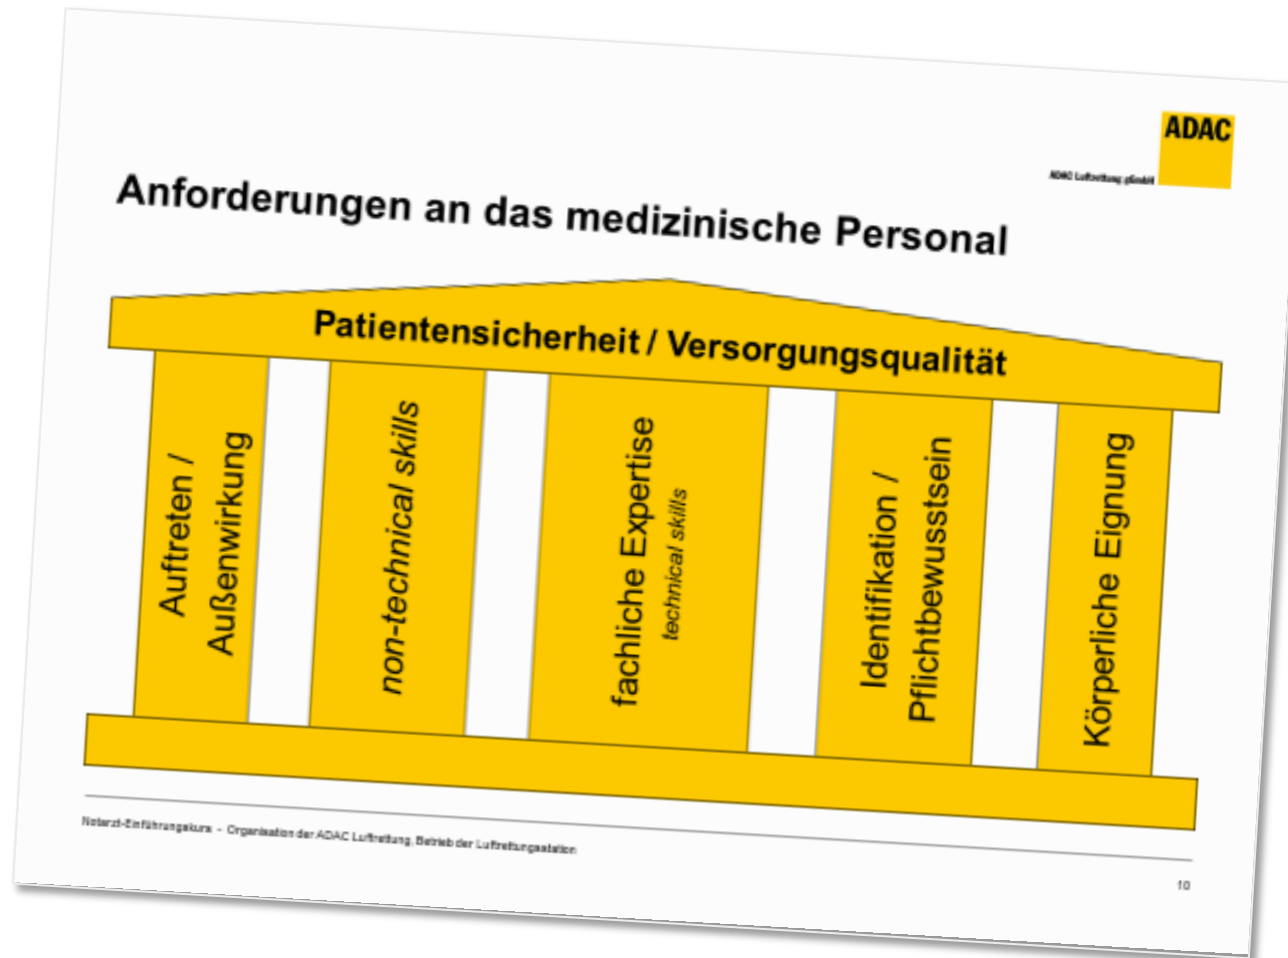 ADAC
ADAC Luftrettung gGmbH
Anforderungen an das medizinische Personal
Patientensicherheit / Versorgungsqualität
Auftreten /
Außenwirkung
non-technical skills
fachliche Expertise
technical skills
Identifikation /
Pflichtbewusstsein
Körperliche Eignung
Notarzt-Einführungskurs - Organisation der ADAC Luftrettung, Betrieb der Luftrettungsstation
10